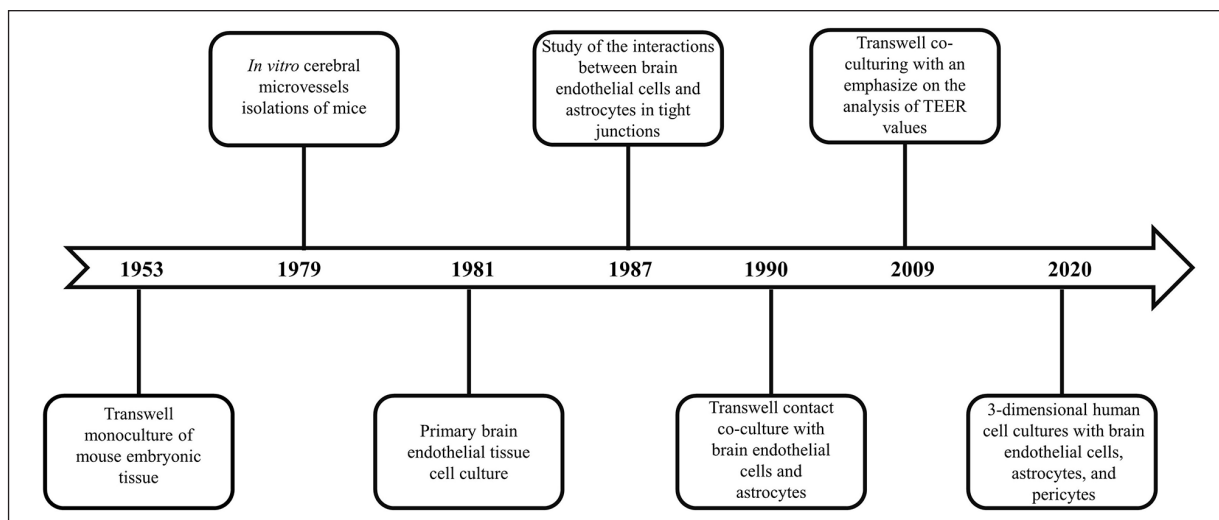 In vitro cerebral
microvessels
isolations of mice
Study of the interactions
between brain
endothelial cells and
astrocytes in tight
junctions
Transwell co-
culturing with an
emphasize on the
analysis of TEER
values
1953 1979 1981 1987 1990 2009 2020
Transwell
monoculture of
mouse embryonic
tissue
Primary brain
endothelial tissue
cell culture
Transwell contact
co-culture with
brain endothelial
cells and
astrocytes
3-dimensional human
cell cultures with brain
endothelial cells,
astrocytes, and
pericytes